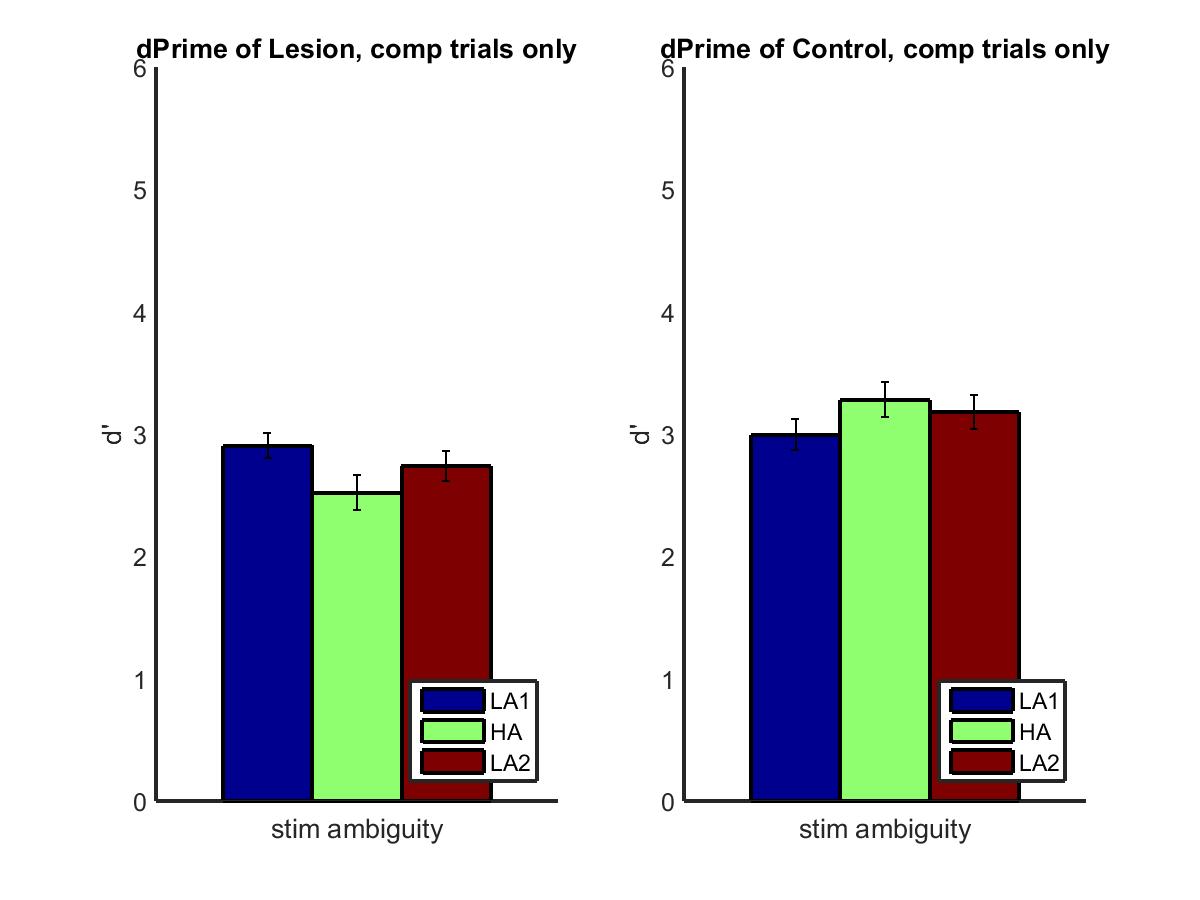 dPrime of Lesion, comp trials only
6
5
4
3
2
1
0
d'
LA1
HA
LA2
stim ambiguity
dPrime of Control, comp trials only
6
5
4
3
2
1
0
d'
LA1
HA
LA2
stim ambiguity